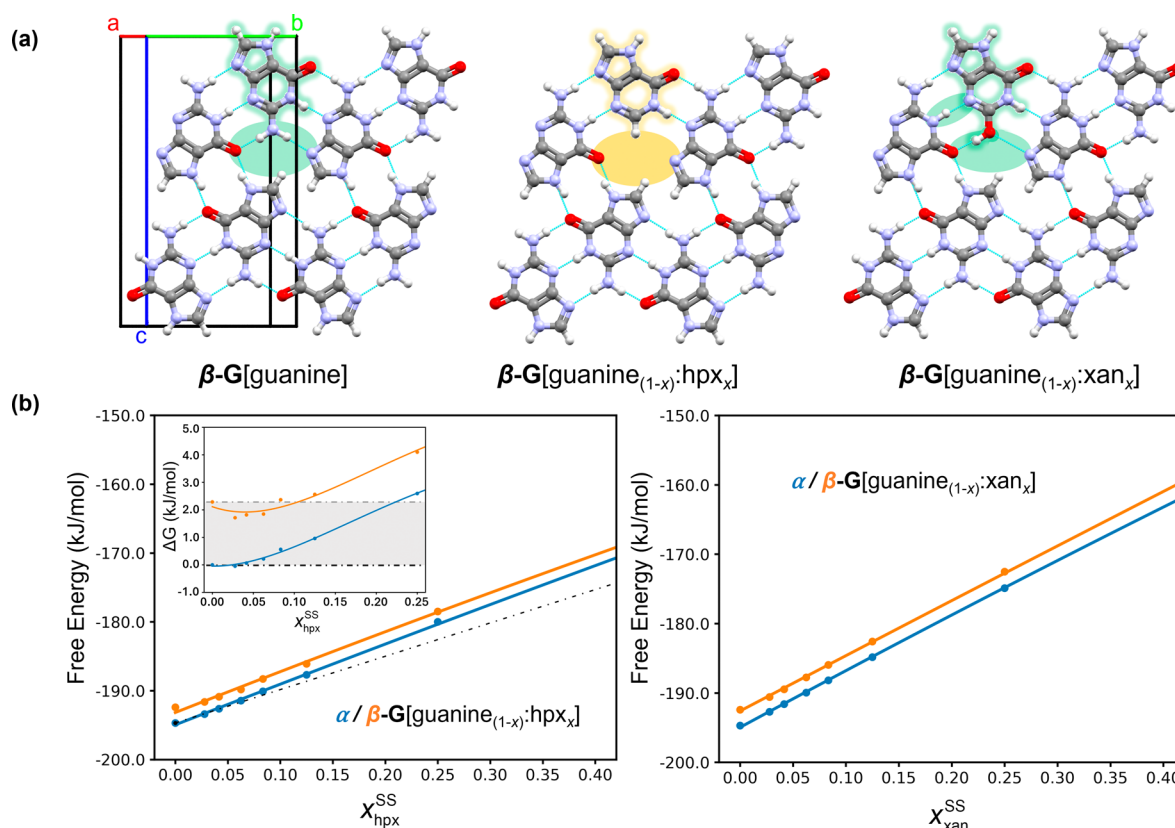 (a)
a
b
c
β-G[guanine]
β-G[guanine(1-x):hpxx]
β-G[guanine(1-x):xanx]
(b)
Free Energy (kJ/mol)
-150.0
-160.0
-170.0
-180.0
-190.0
-200.0
0.00
0.05
0.10
0.15
0.20
0.25
0.30
0.35
0.40
xSShpx
α / β-G[guanine(1-x):hpxx]
ΔG (kJ/mol)
5.0
4.0
3.0
2.0
1.0
0.0
-1.0
0.00
0.05
0.10
0.15
0.20
0.25
xSShpx
Free Energy (kJ/mol)
-150.0
-160.0
-170.0
-180.0
-190.0
-200.0
0.00
0.05
0.10
0.15
0.20
0.25
0.30
0.35
0.40
xSSxan
α / β-G[guanine(1-x):xanx]